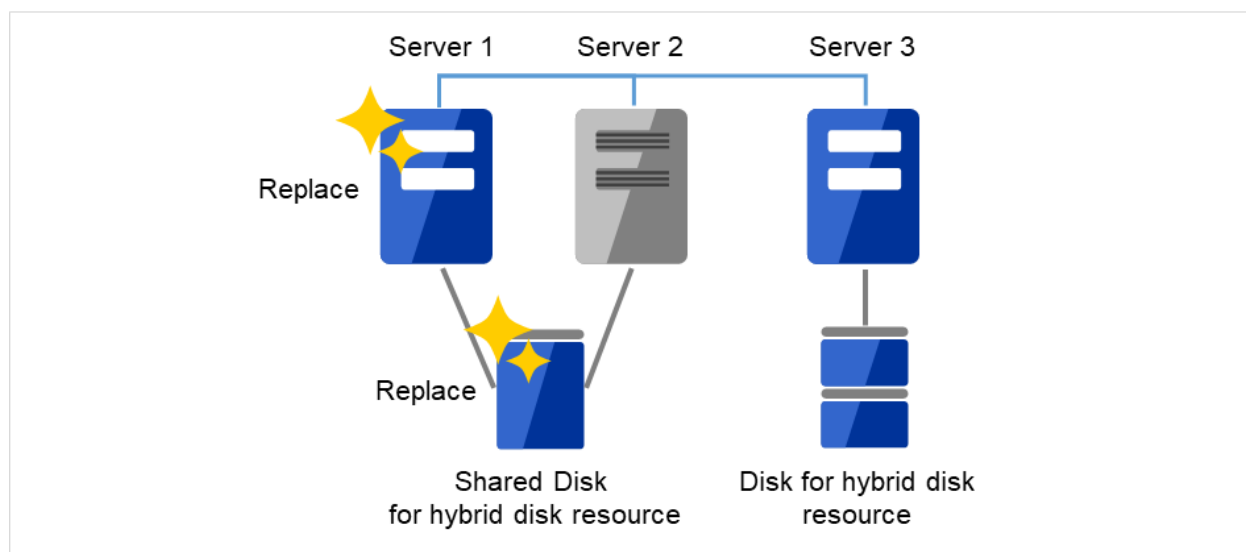 Server 1
Server 2
Server 3
Replace
Replace
Shared Disk
for hybrid disk resource
Disk for hybrid disk
resource